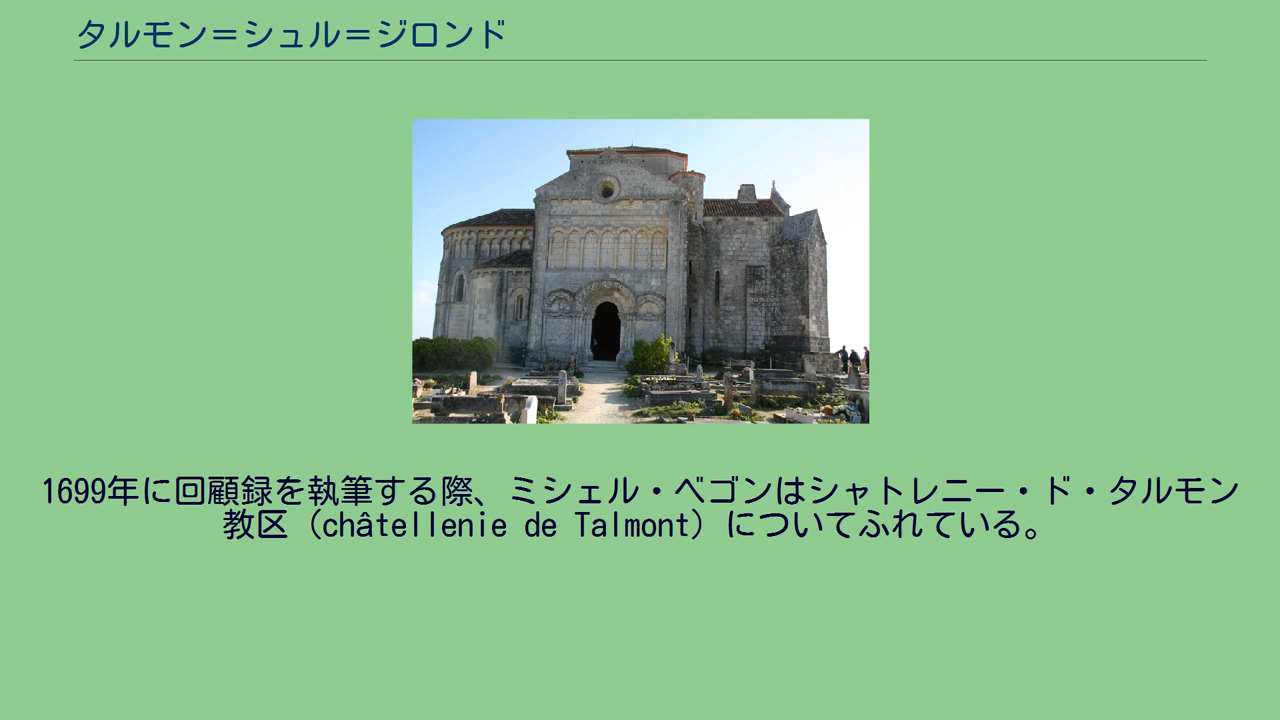 タルモン＝シュル＝ジロンド
1699年に回顧録を執筆する際、ミシェル・ベゴンはシャトレニー・ド・タルモン
教区（châtellenie de Talmont）についてふれている。